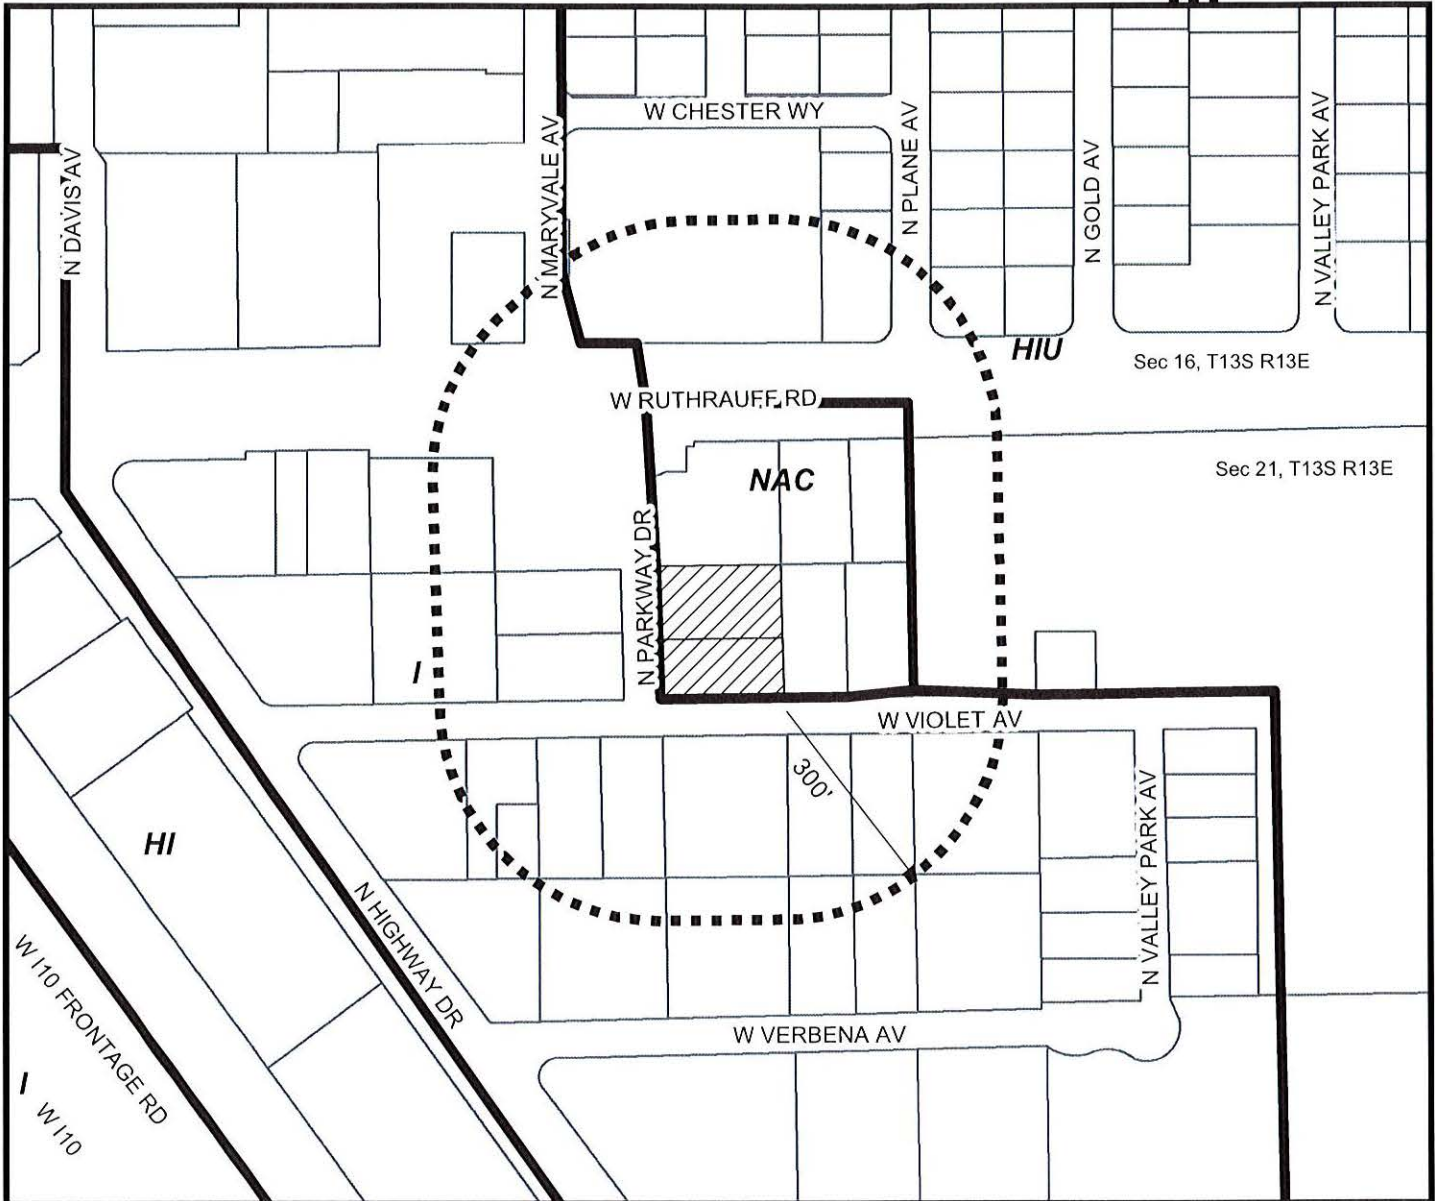 W CHESTER WY
N DAVIS AV
N MARYVALE AV
N PLANE AV
N GOLD AV
N VALLEY PARK AV
HIU
Sec 16, T13S R13E
W RUTHRAUFF RD
Sec 21, T13S R13E
NAC
N PARKWAY DR
I
W VIOLET AV
300'
N VALLEY PARK AV
HI
N HIGHWAY DR
W I10 FRONTAGE RD
W VERBENA AV
I
W I10